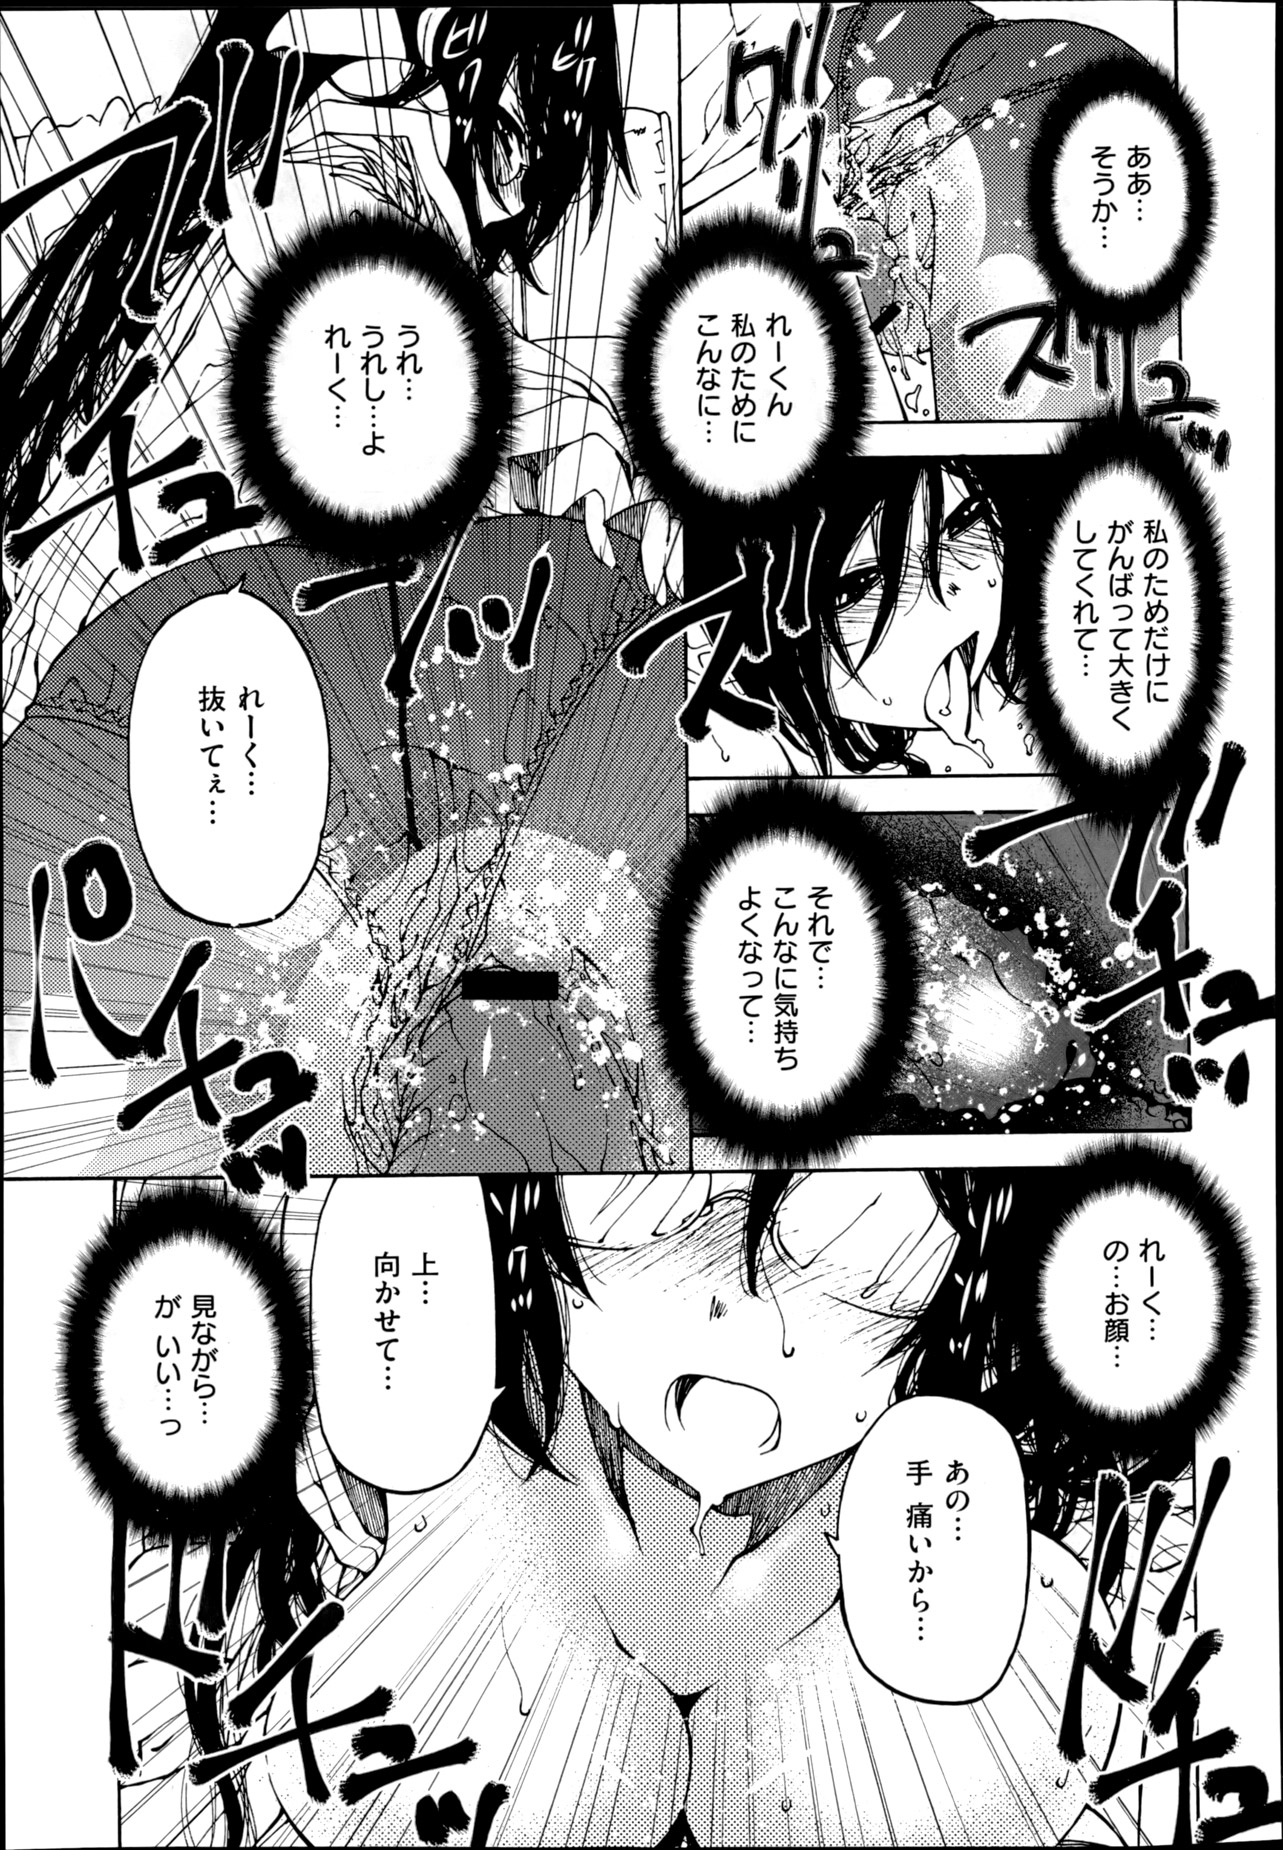 ああ…
そうか…
れーくん
私のために
こんなに…
うれ…
うれし…よ
れーく…
私のためだけに
がんばって大きく
してくれて…
それで…
こんなに気持ち
よくなって…
れーく…
抜いてぇ…
れーく…
の…お顔…
あの…
手 痛いから…
上…
向かせて…
見ながら…
が いい…っ